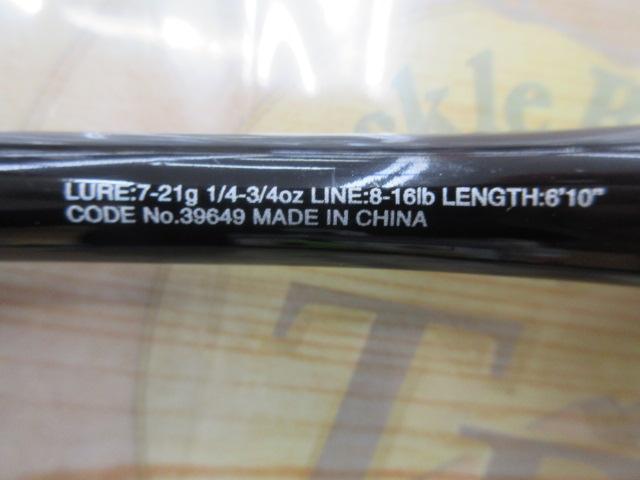 LURE:7-21g 1/4-3/4oz LINE:8-16lb LENGTH:6'10"
CODE No.39649 MADE IN CHINA